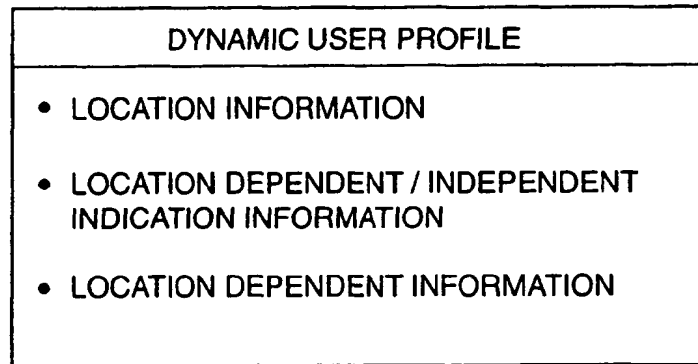 DYNAMIC USER PROFILE
• LOCATION INFORMATION
• LOCATION DEPENDENT / INDEPENDENT
INDICATION INFORMATION
• LOCATION DEPENDENT INFORMATION